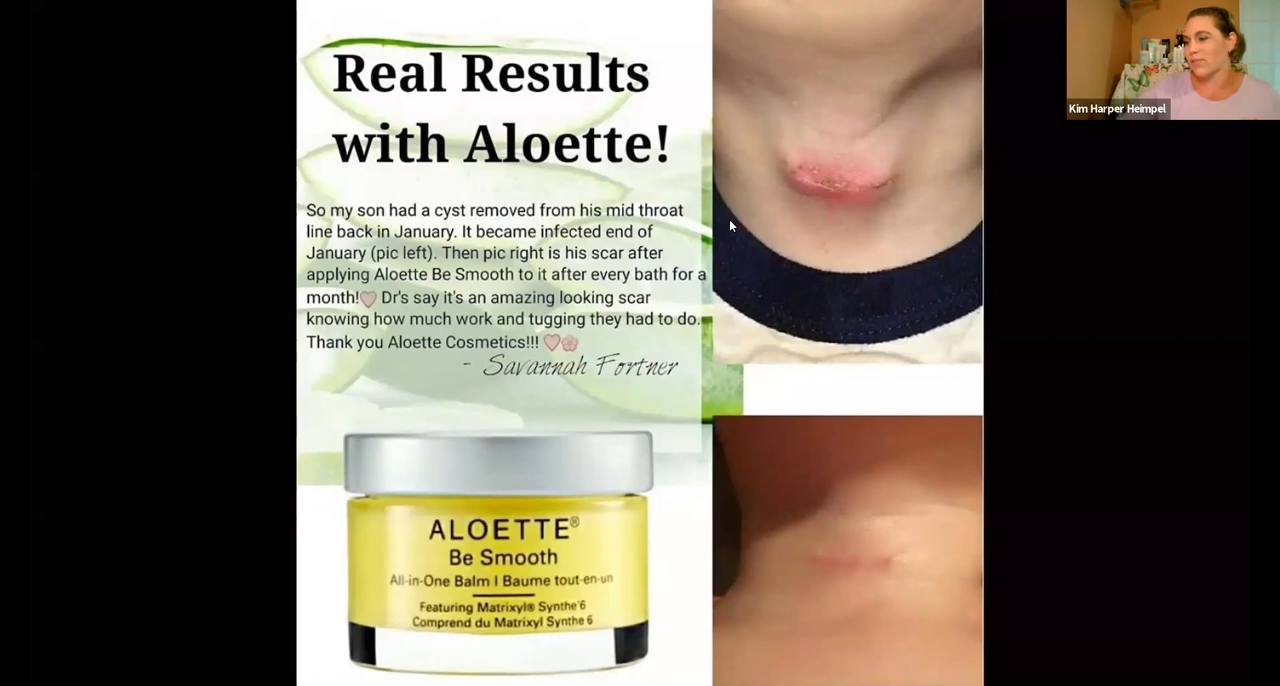 Real Results
with Aloette!
So my son had a cyst removed from his mid throat
line back in January. It became infected end of
January (pic left). Then pic right is his scar after
applying Aloette Be Smooth to it after every bath for a
month!🩷 Dr's say it's an amazing looking scar
knowing how much work and tugging they had to do.
Thank you Aloette Cosmetics!!! 🩷🌸
- Savannah Fortner
ALOETTE®
Be Smooth
All-in-One Balm | Baume tout-en-un
Featuring Matrixyl® Synthe'6
Comprend du Matrixyl Synthe 6
Kim Harper Heimpel